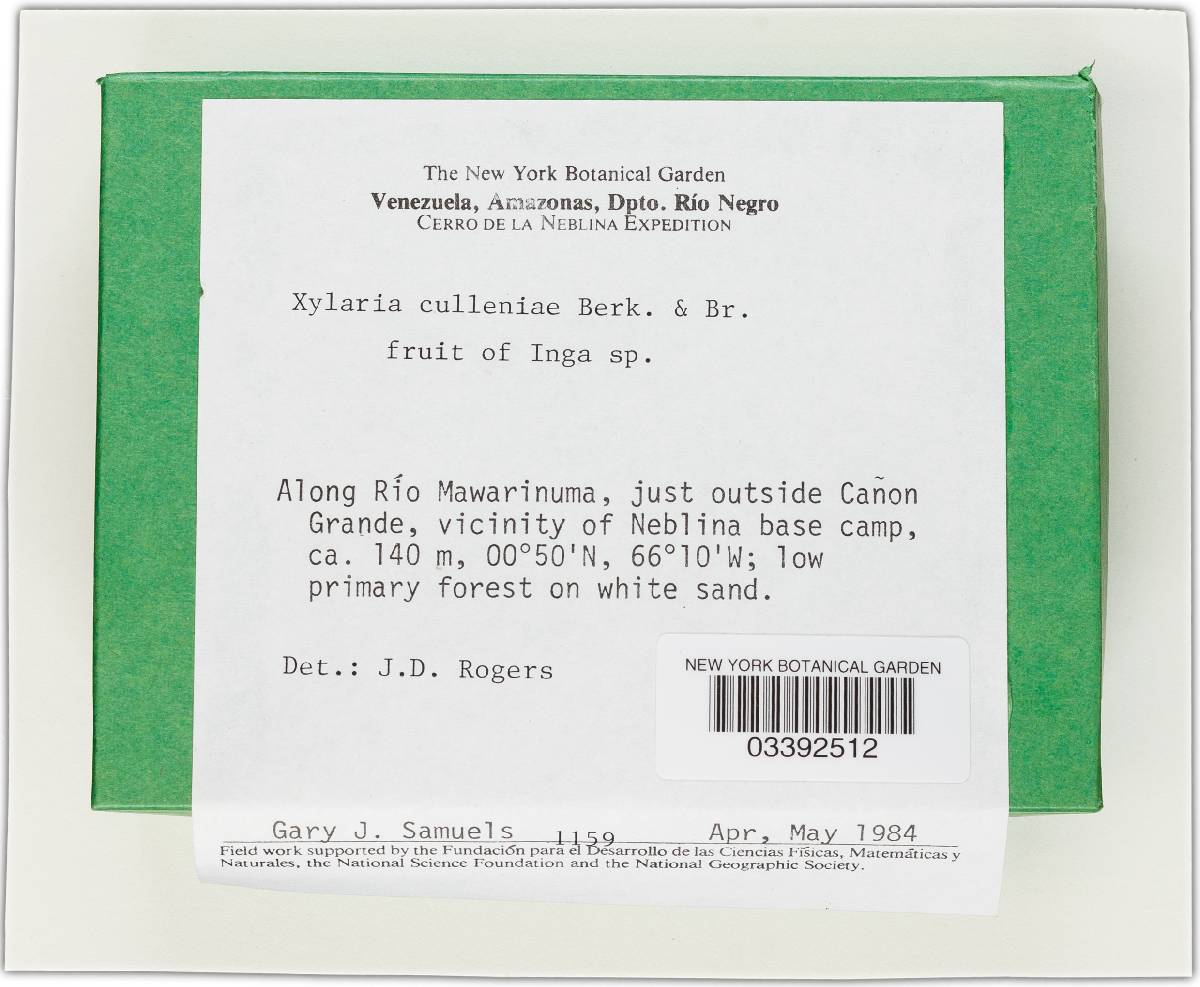 The New York Botanical Garden
Venezuela, Amazonas, Dpto. Río Negro
CERRO DE LA NEBLINA EXPEDITION
Xylaria culleniae Berk. & Br.
fruit of Inga sp.
Along Río Mawarinuma, just outside Cañon
Grande, vicinity of Neblina base camp,
ca. 140 m, 00°50'N, 66°10'W; low
primary forest on white sand.
Det.: J.D. Rogers
NEW YORK BOTANICAL GARDEN
03392512
Gary J. Samuels 1159 Apr, May 1984
Field work supported by the Fundación para el Desarrollo de las Ciencias Físicas, Matemáticas y
Naturales, the National Science Foundation and the National Geographic Society.